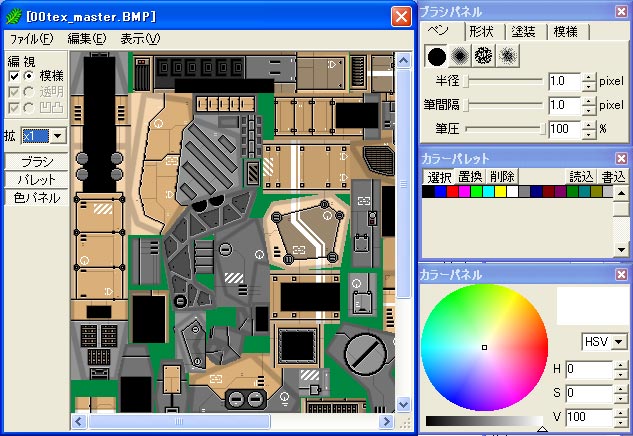 [00tex_master.BMP]
ファイル(F) 編集(E) 表示(V)
編 視
模様
透明
凹凸
拡 x1
ブラシ
パレット
色パネル
ブラシパネル
ペン 形状 塗装 模様
半径 1.0 pixel
筆間隔 1.0 pixel
筆圧 100 %
カラーパレット
選択 置換 削除 読込 書込
カラーパネル
HSV
H 0
S 0
V 100